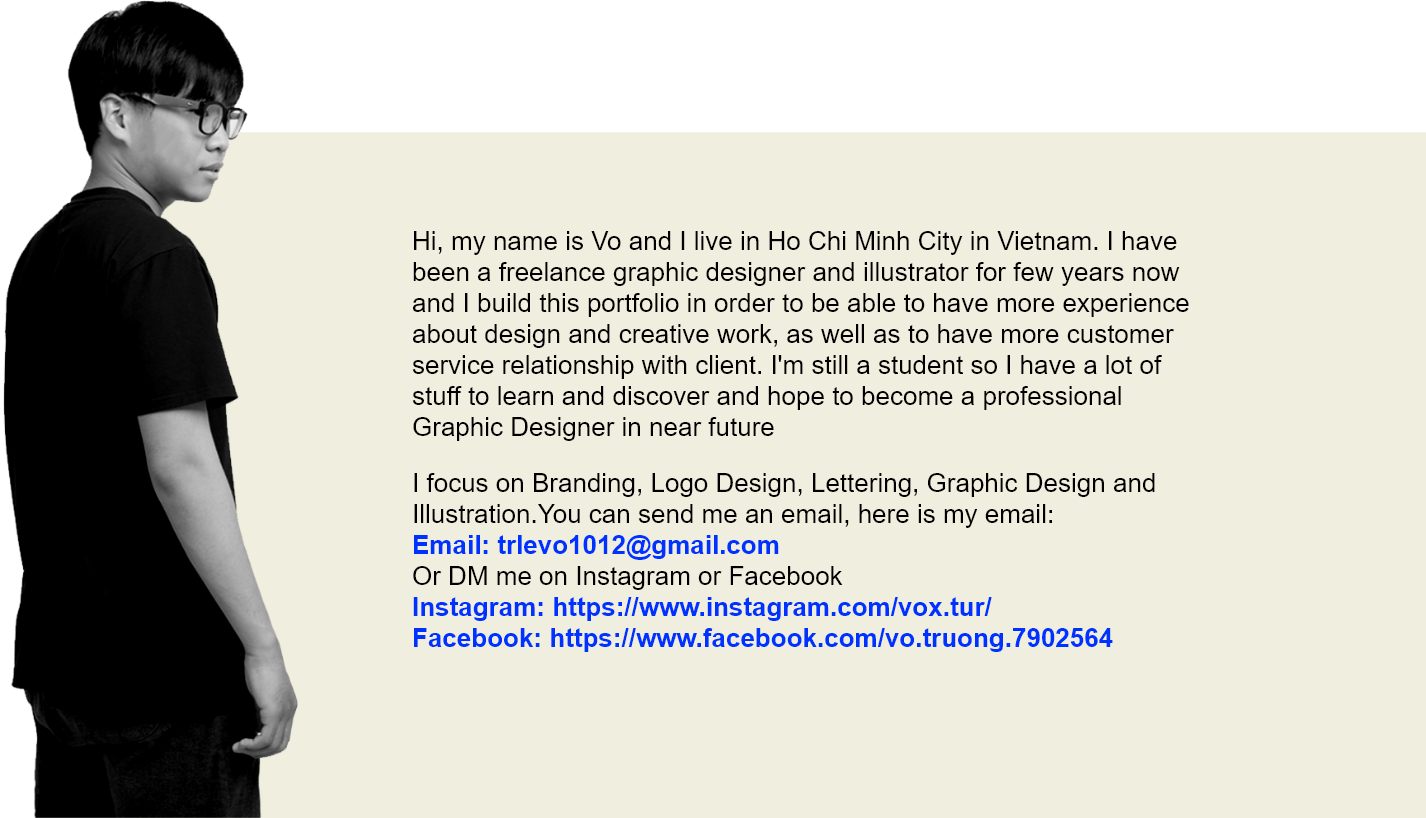 Hi, my name is Vo and I live in Ho Chi Minh City in Vietnam. I have
been a freelance graphic designer and illustrator for few years now
and I build this portfolio in order to be able to have more experience
about design and creative work, as well as to have more customer
service relationship with client. I'm still a student so I have a lot of
stuff to learn and discover and hope to become a professional
Graphic Designer in near future
I focus on Branding, Logo Design, Lettering, Graphic Design and
Illustration.You can send me an email, here is my email:
Email: trlevo1012@gmail.com
Or DM me on Instagram or Facebook
Instagram: https://www.instagram.com/vox.tur/
Facebook: https://www.facebook.com/vo.truong.7902564